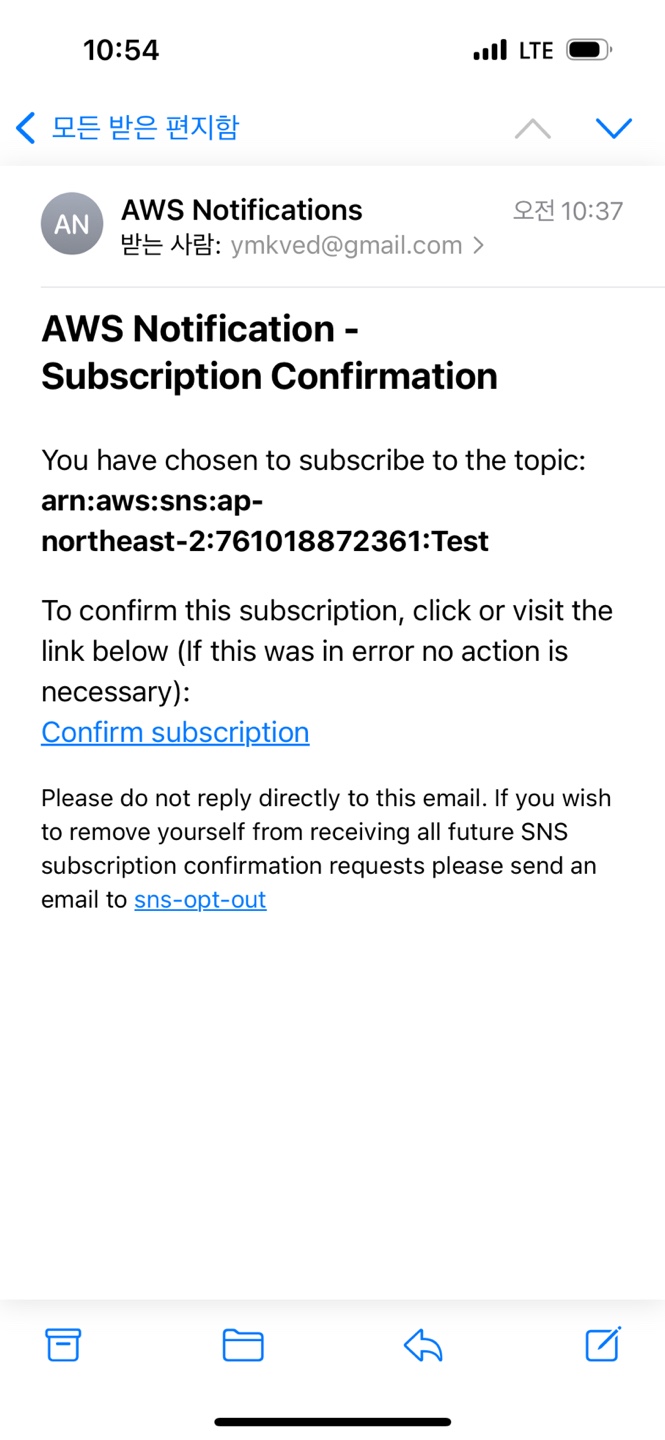 10:54
LTE
모든 받은 편지함
AN
AWS Notifications
오전 10:37
받는 사람: ymkved@gmail.com
AWS Notification -
Subscription Confirmation
You have chosen to subscribe to the topic:
arn:aws:sns:ap-
northeast-2:761018872361:Test
To confirm this subscription, click or visit the
link below (If this was in error no action is
necessary):
Confirm subscription
Please do not reply directly to this email. If you wish
to remove yourself from receiving all future SNS
subscription confirmation requests please send an
email to sns-opt-out